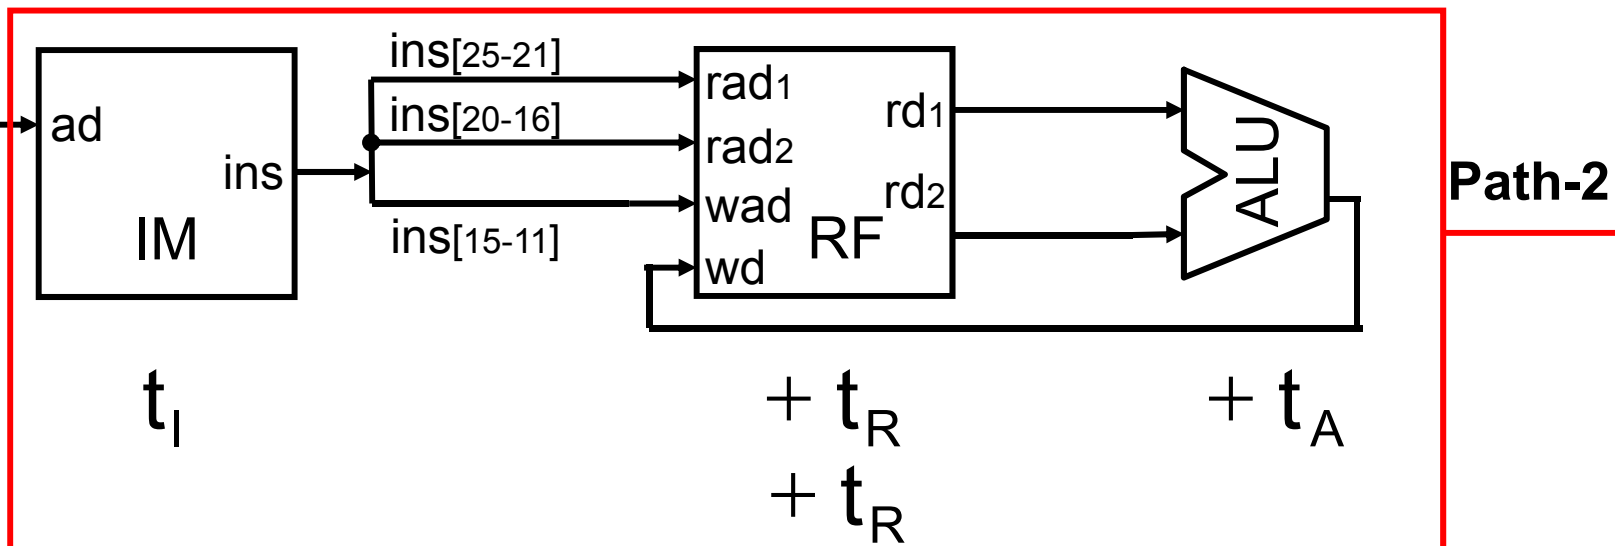 ins[25-21]
ad
rad1
rd1
ins[20-16]
rad2
ALU
ins
wad
rd2
Path-2
IM
ins[15-11]
RF
wd
tI
+ tR
+ tA
+ tR